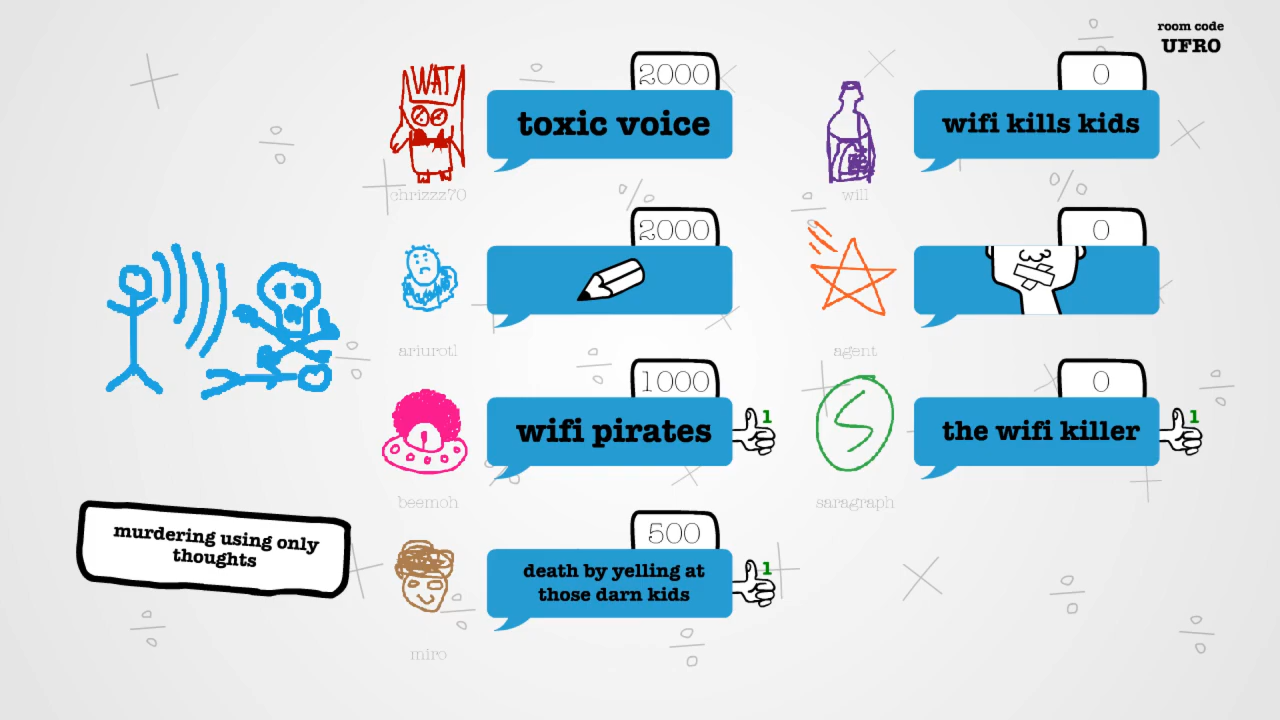 room code
UFRO
WAT
2000
toxic voice
chrizzz70
0
wifi kills kids
will
2000
ariurotl
0
agent
1000
wifi pirates
1
beemoh
0
S
the wifi killer
1
saragraph
murdering using only
thoughts
500
death by yelling at
those darn kids
1
miro